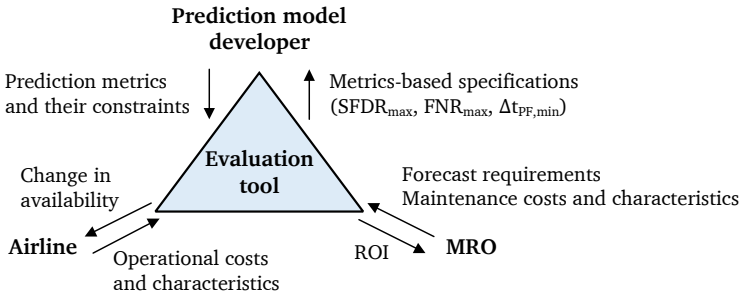 Prediction model
developer
Prediction metrics
and their constraints
Metrics-based specifications
(SFDRmax, FNRmax, ΔtPF,min)
Evaluation
tool
Change in
availability
Forecast requirements
Maintenance costs and characteristics
Airline
Operational costs
and characteristics
ROI
MRO